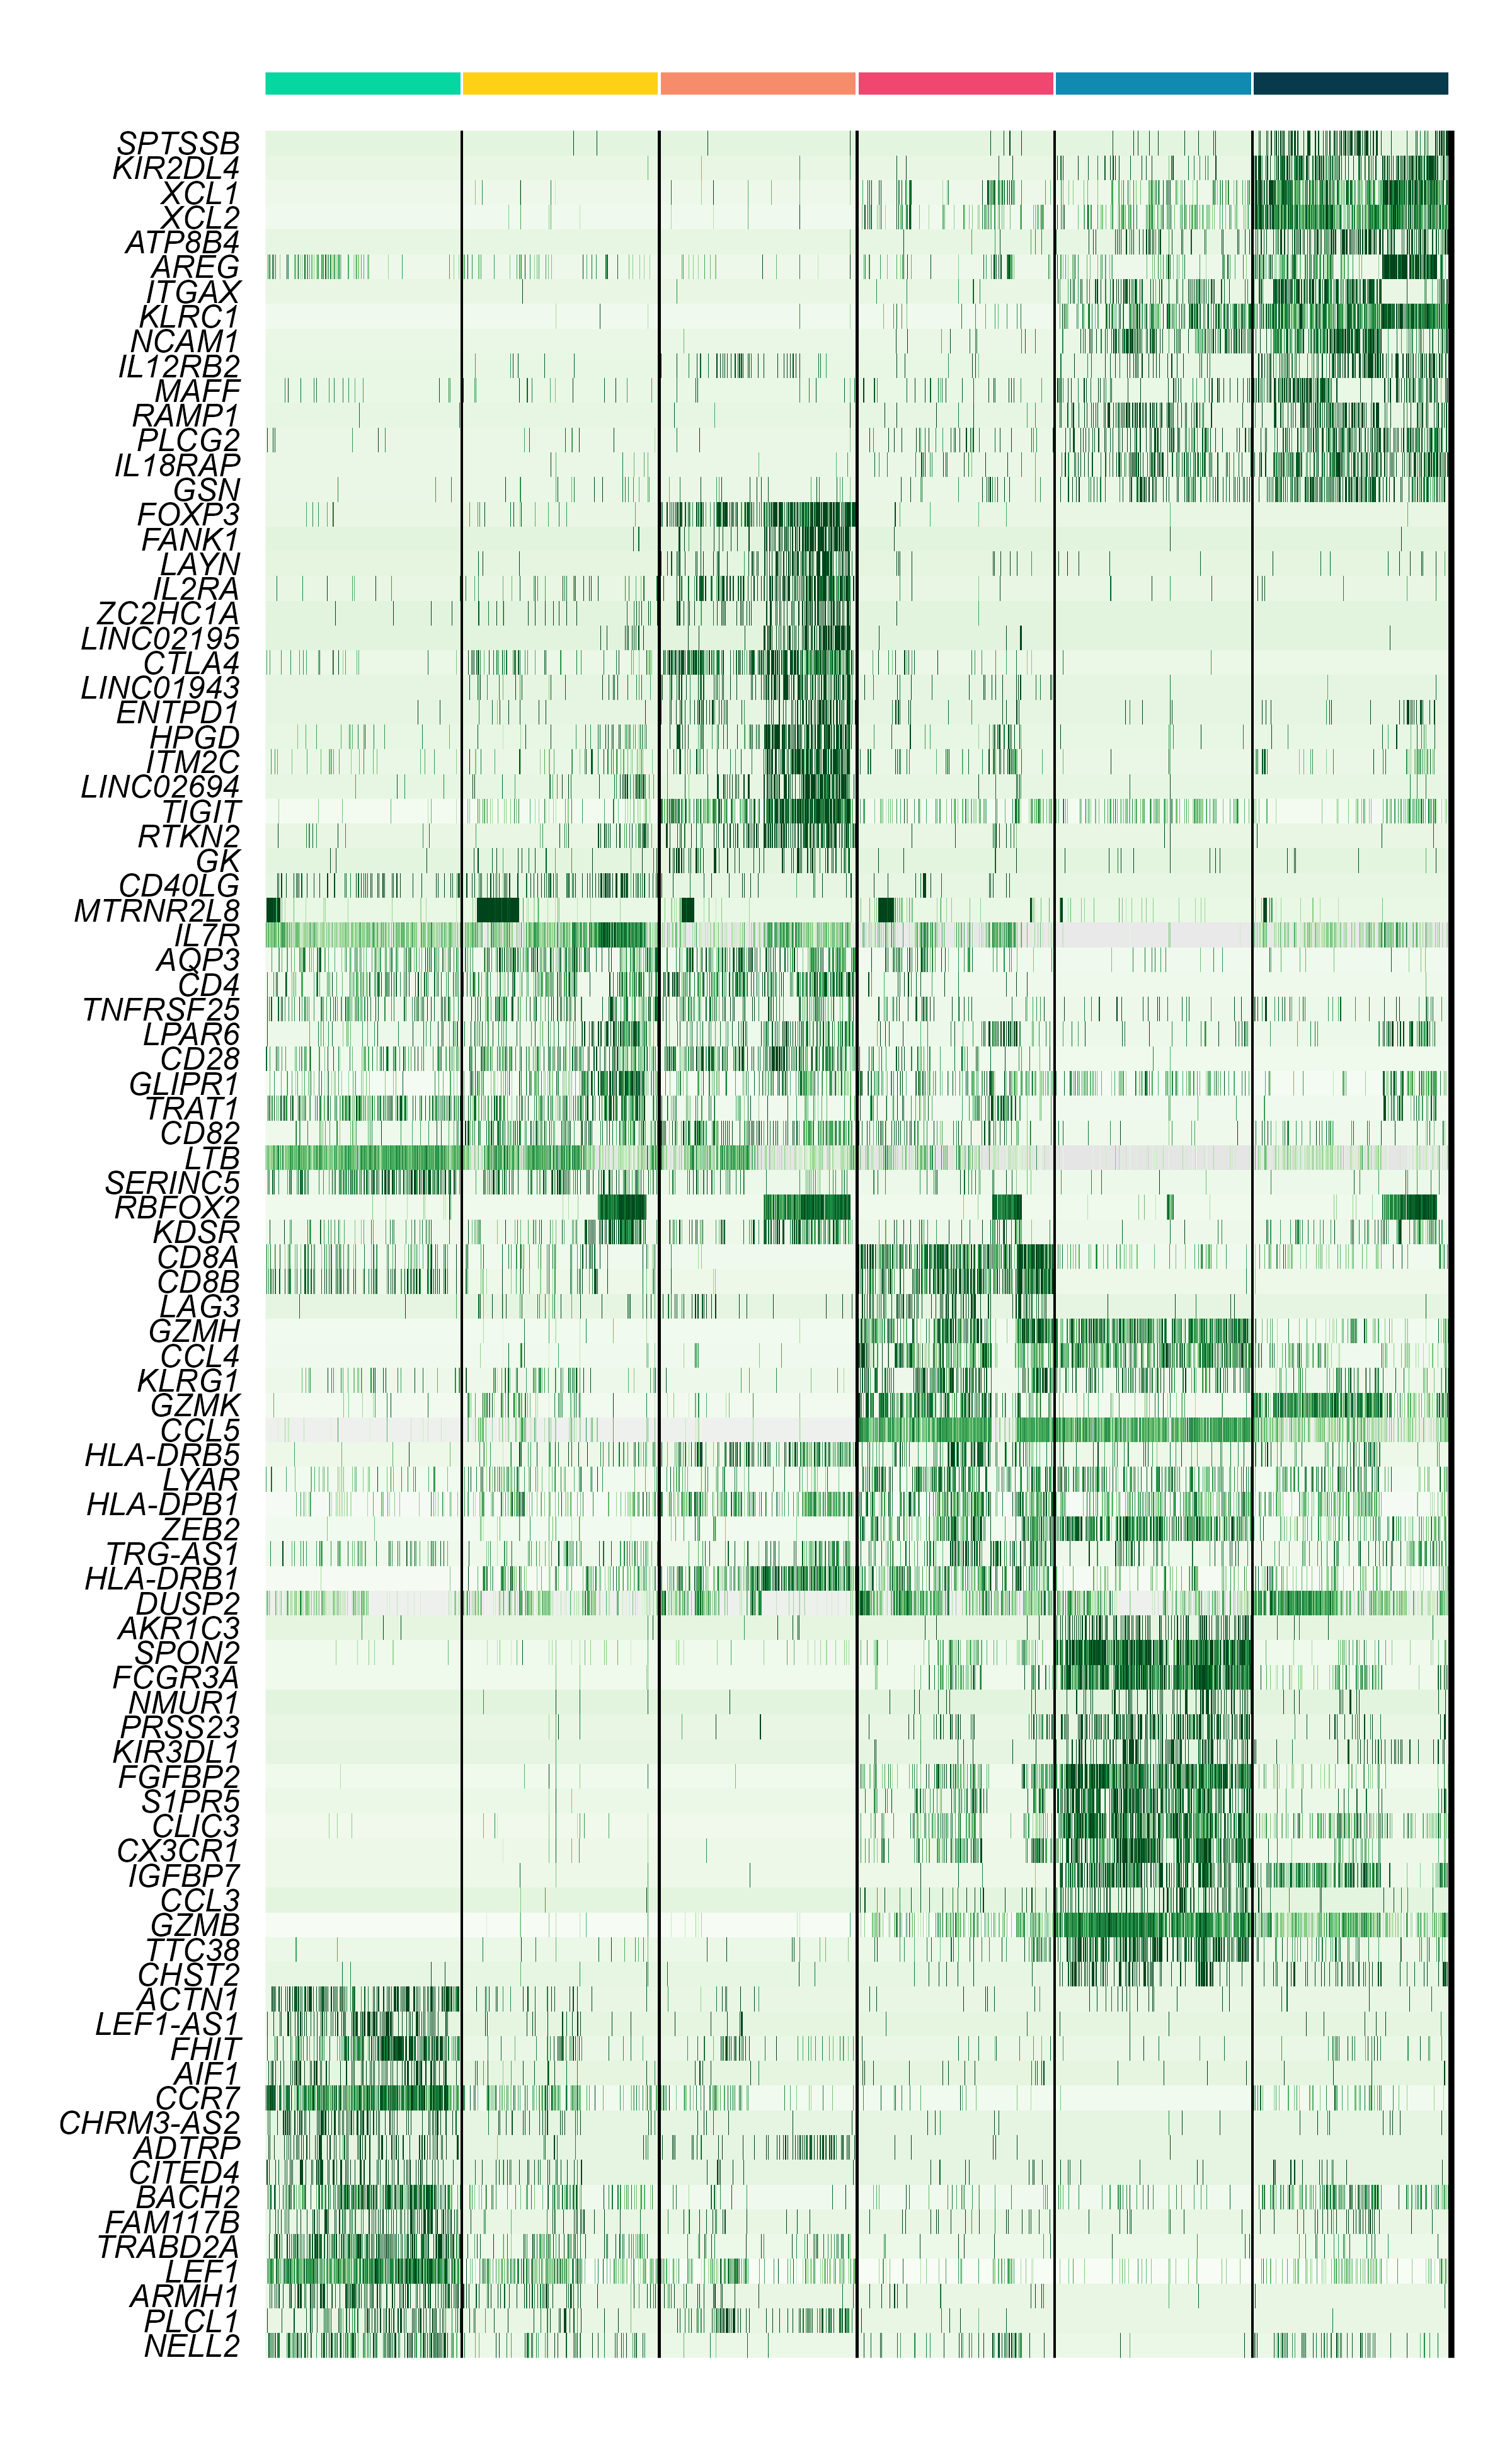 SPTSSB
KIR2DL4
XCL1
XCL2
ATP8B4
AREG
ITGAX
KLRC1
NCAM1
IL12RB2
MAFF
RAMP1
PLCG2
IL18RAP
GSN
FOXP3
FANK1
LAYN
IL2RA
ZC2HC1A
LINC02195
CTLA4
LINC01943
ENTPD1
HPGD
ITM2C
LINC02694
TIGIT
RTKN2
GK
CD40LG
MTRNR2L8
IL7R
AQP3
CD4
TNFRSF25
LPAR6
CD28
GLIPR1
TRAT1
CD82
LTB
SERINC5
RBFOX2
KDSR
CD8A
CD8B
LAG3
GZMH
CCL4
KLRG1
GZMK
CCL5
HLA-DRB5
LYAR
HLA-DPB1
ZEB2
TRG-AS1
HLA-DRB1
DUSP2
AKR1C3
SPON2
FCGR3A
NMUR1
PRSS23
KIR3DL1
FGFBP2
S1PR5
CLIC3
CX3CR1
IGFBP7
CCL3
GZMB
TTC38
CHST2
ACTN1
LEF1-AS1
FHIT
AIF1
CCR7
CHRM3-AS2
ADTRP
CITED4
BACH2
FAM117B
TRABD2A
LEF1
ARMH1
PLCL1
NELL2